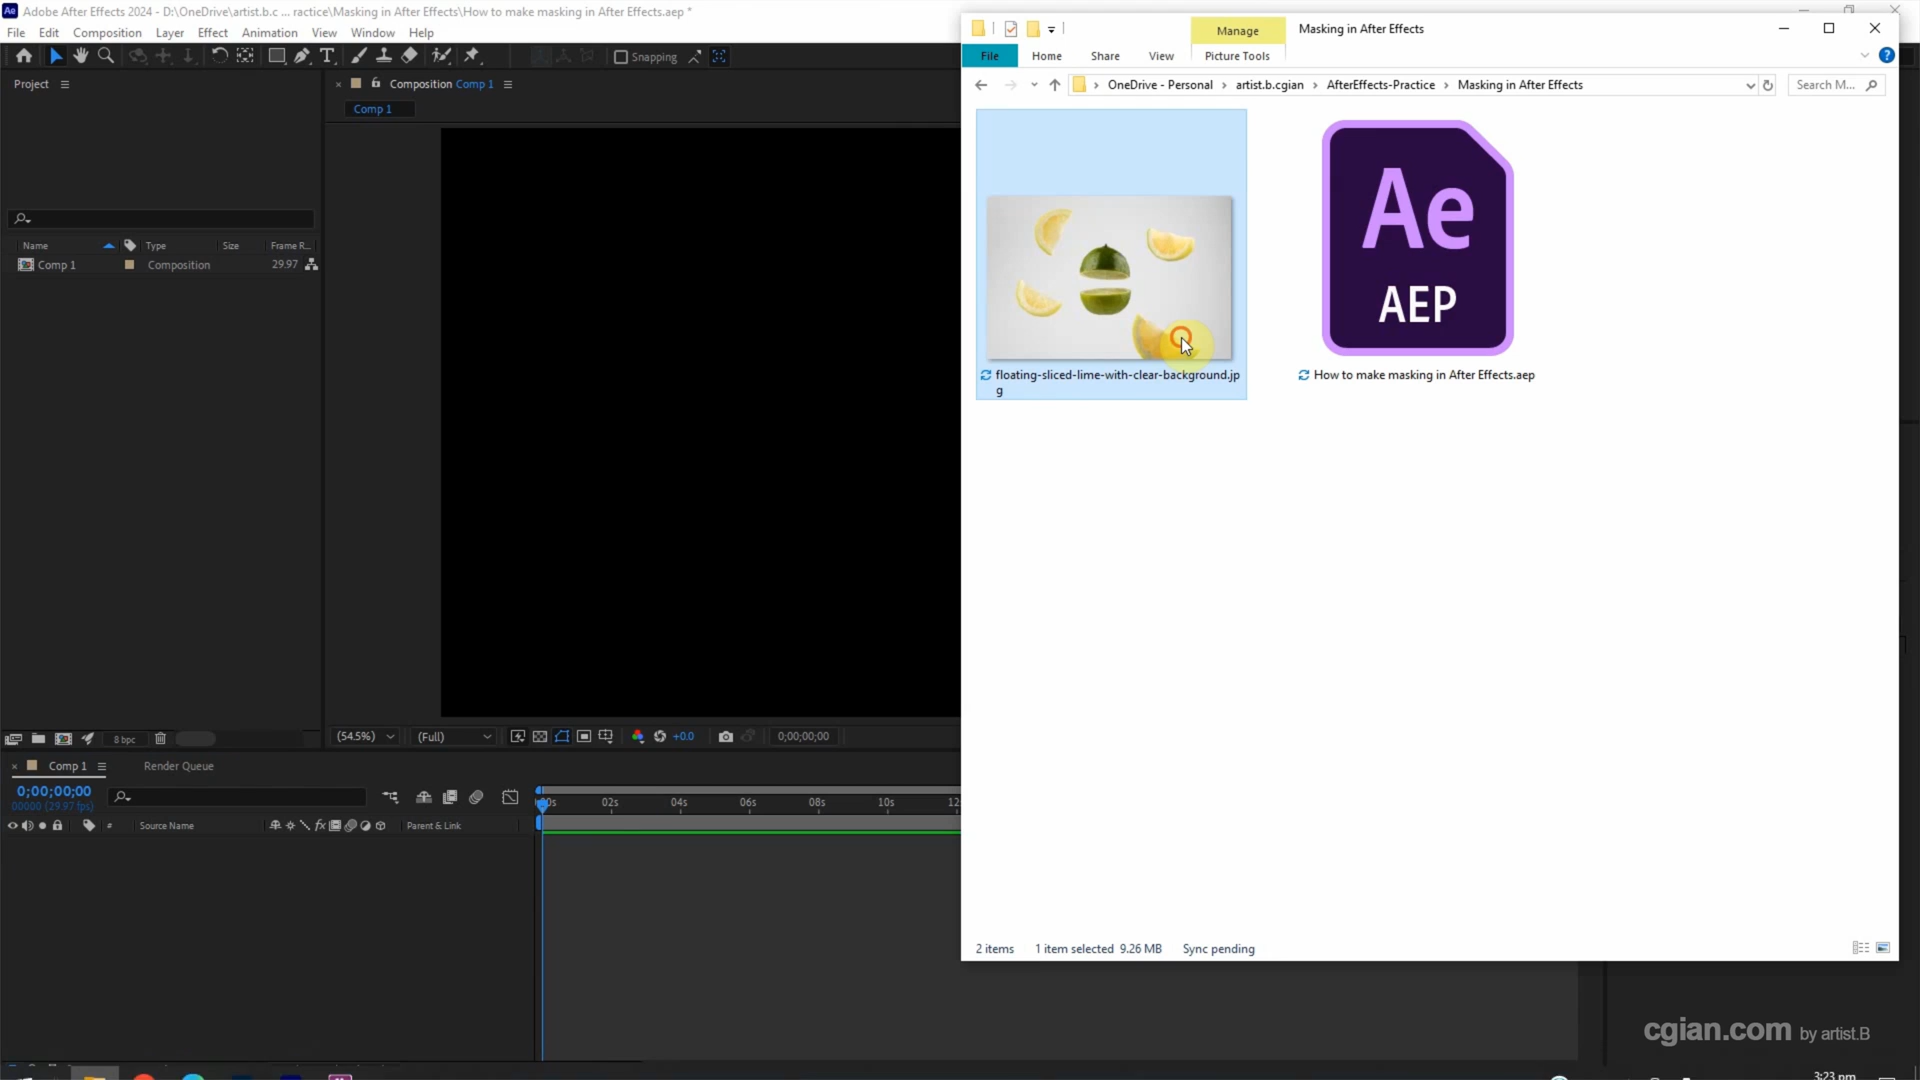 Ae Adobe After Effects 2024 - D:\OneDrive\artist.b.c ... ractice\Masking in After Effects\How to make masking in After Effects.aep *
File Edit Composition Layer Effect Animation View Window Help
Snapping
Project
Composition Comp 1
Comp 1
Name Type Size Frame R...
Comp 1 Composition 29.97
8 bpc
(54.5%) (Full) +0.0 0;00;00;00
Comp 1 Render Queue
0;00;00;00
00000 (29.97 fps)
# Source Name fx Parent & Link
00s 02s 04s 06s 08s 10s 12
Manage Masking in After Effects
File Home Share View Picture Tools
OneDrive - Personal › artist.b.cgian › AfterEffects-Practice › Masking in After Effects
Search M...
Ae
AEP
floating-sliced-lime-with-clear-background.jp
g
How to make masking in After Effects.aep
2 items 1 item selected 9.26 MB Sync pending
cgian.com by artist.B
3:23 pm